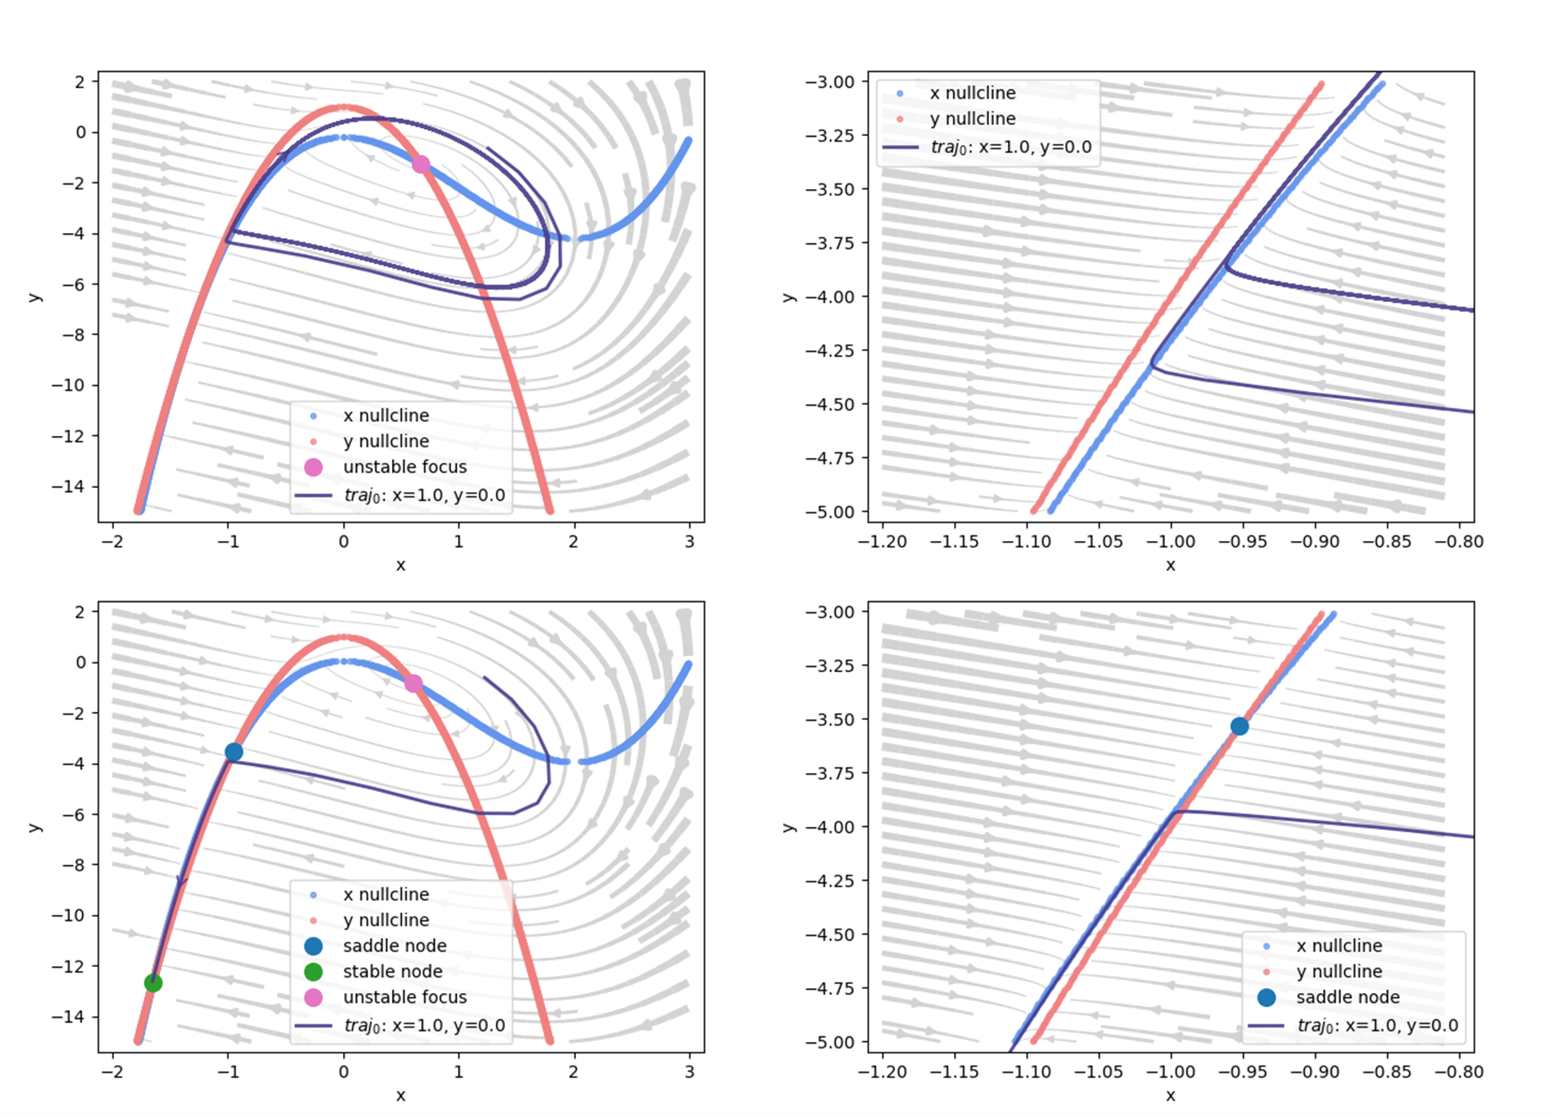 2
0
−2
−4
−6
−8
−10
−12
−14
y
−2
−1
0
1
2
3
x
x nullcline
y nullcline
unstable focus
traj₀: x=1.0, y=0.0
−3.00
−3.25
−3.50
−3.75
−4.00
−4.25
−4.50
−4.75
−5.00
y
−1.20
−1.15
−1.10
−1.05
−1.00
−0.95
−0.90
−0.85
−0.80
x
x nullcline
y nullcline
traj₀: x=1.0, y=0.0
2
0
−2
−4
−6
−8
−10
−12
−14
y
−2
−1
0
1
2
3
x
x nullcline
y nullcline
saddle node
stable node
unstable focus
traj₀: x=1.0, y=0.0
−3.00
−3.25
−3.50
−3.75
−4.00
−4.25
−4.50
−4.75
−5.00
y
−1.20
−1.15
−1.10
−1.05
−1.00
−0.95
−0.90
−0.85
−0.80
x
x nullcline
y nullcline
saddle node
traj₀: x=1.0, y=0.0